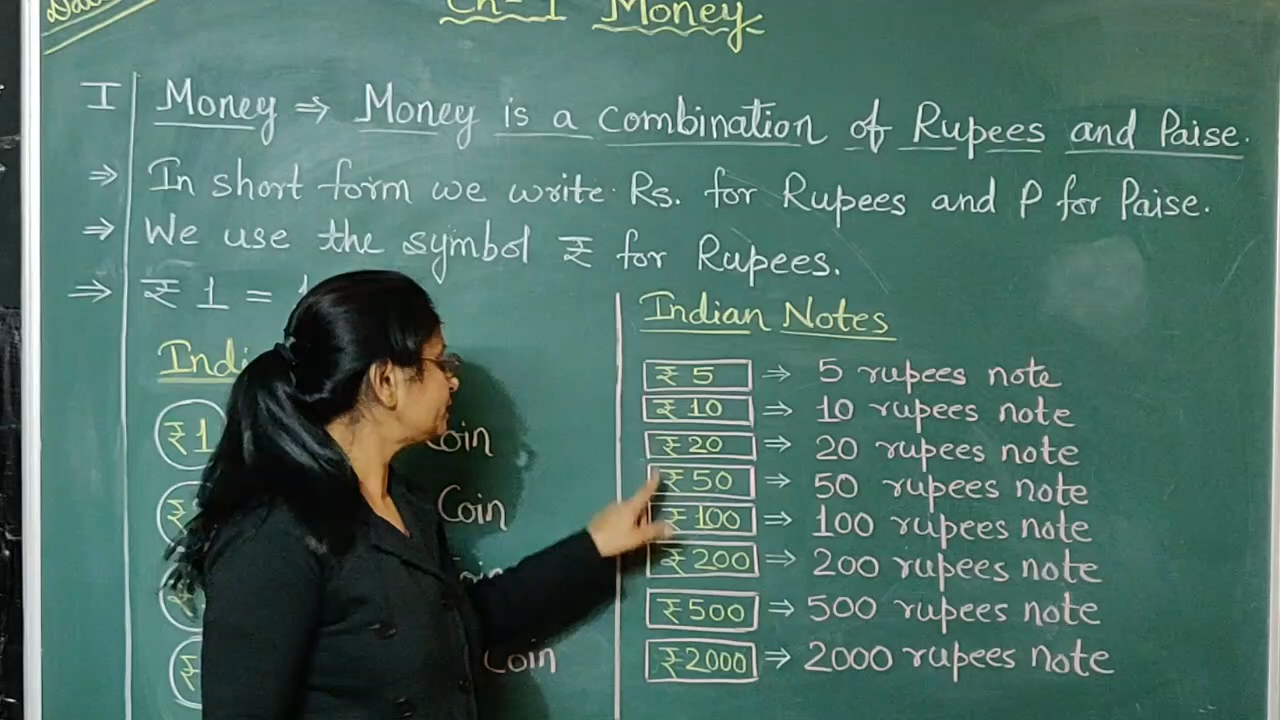 Ch-1 Money
I Money ⇒ Money is a combination of Rupees and Paise.
⇒ In short form we write Rs. for Rupees and P for Paise.
⇒ We use the symbol ₹ for Rupees.
⇒ ₹ 1 =
Indian Notes
₹1 Coin
Coin
Coin
₹ 5 ⇒ 5 rupees note
₹ 10 ⇒ 10 rupees note
₹ 20 ⇒ 20 rupees note
₹ 50 ⇒ 50 rupees note
₹ 100 ⇒ 100 rupees note
₹ 200 ⇒ 200 rupees note
₹ 500 ⇒ 500 rupees note
₹ 2000 ⇒ 2000 rupees note